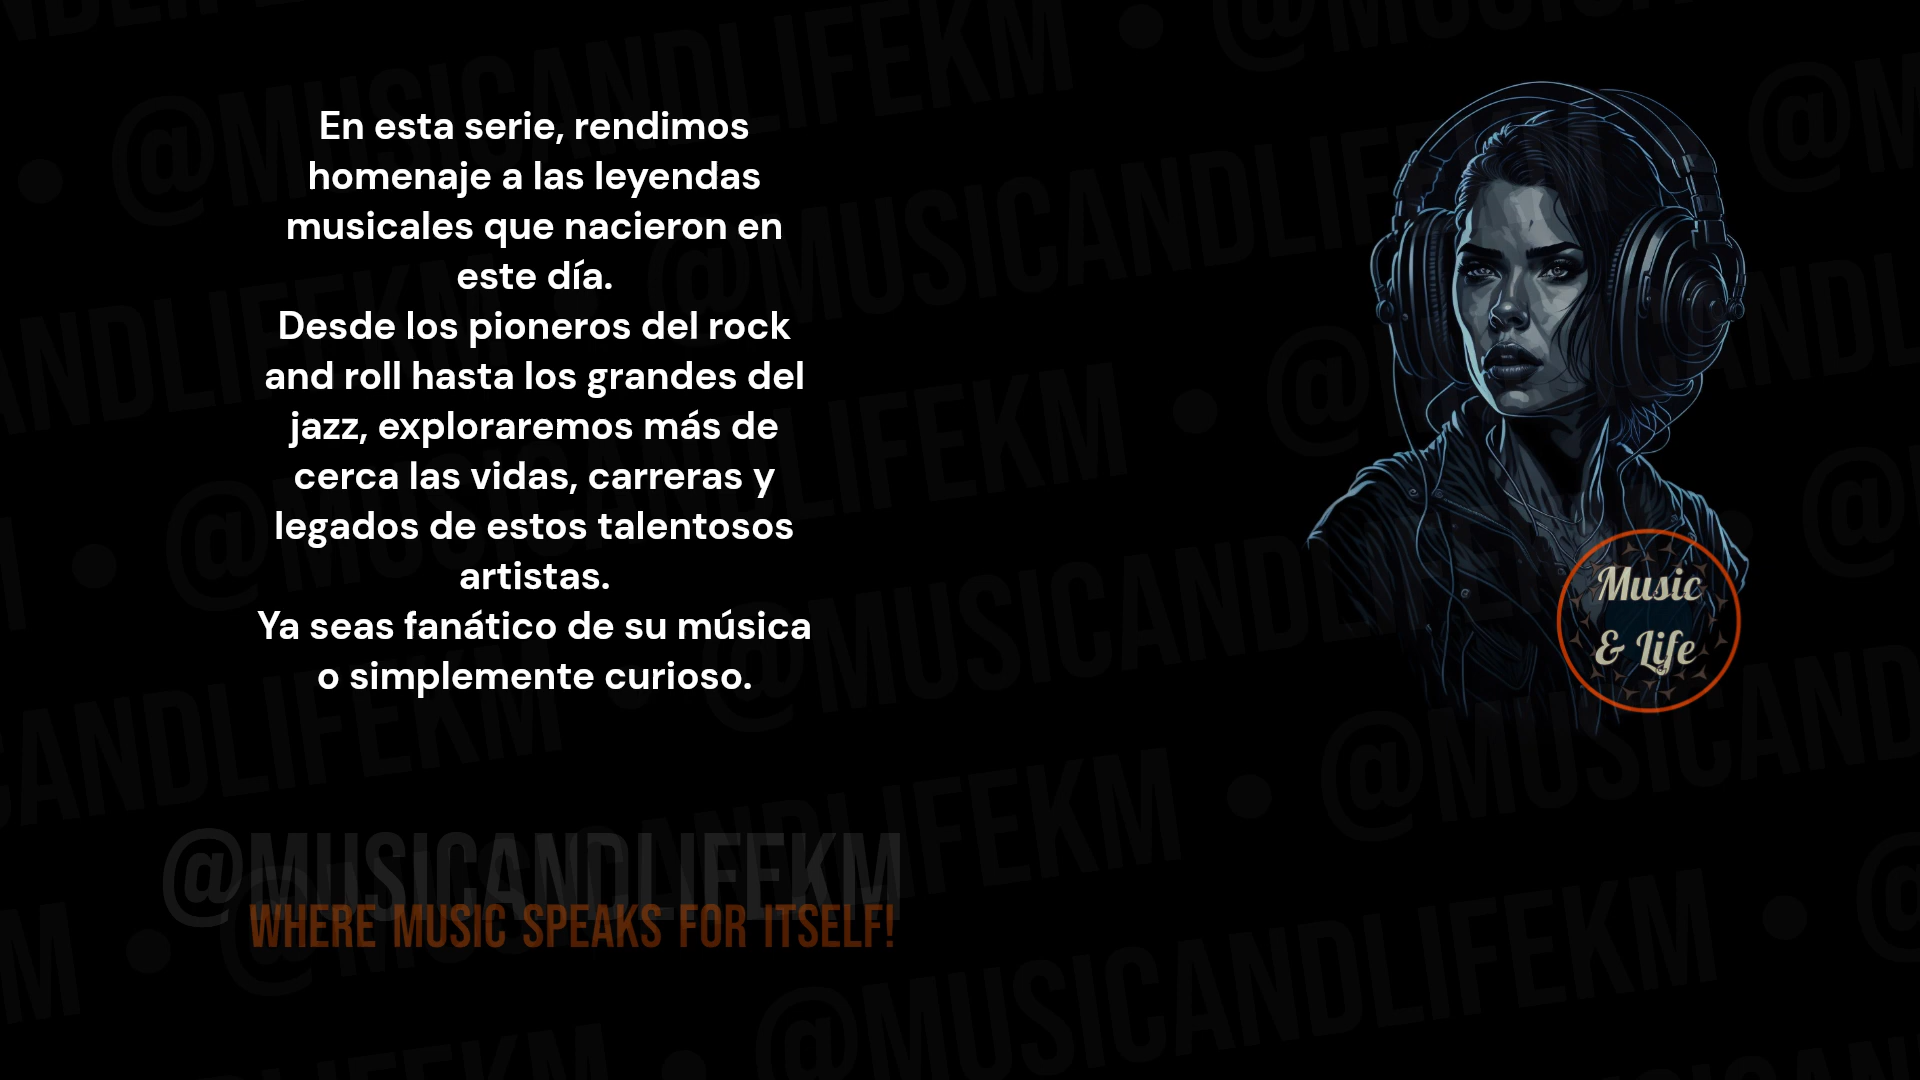 En esta serie, rendimos
homenaje a las leyendas
musicales que nacieron en
este día.
Desde los pioneros del rock
and roll hasta los grandes del
jazz, exploraremos más de
cerca las vidas, carreras y
legados de estos talentosos
artistas.
Ya seas fanático de su música
o simplemente curioso.
Music
& Life
@MUSICANDLIFEKM
WHERE MUSIC SPEAKS FOR ITSELF!